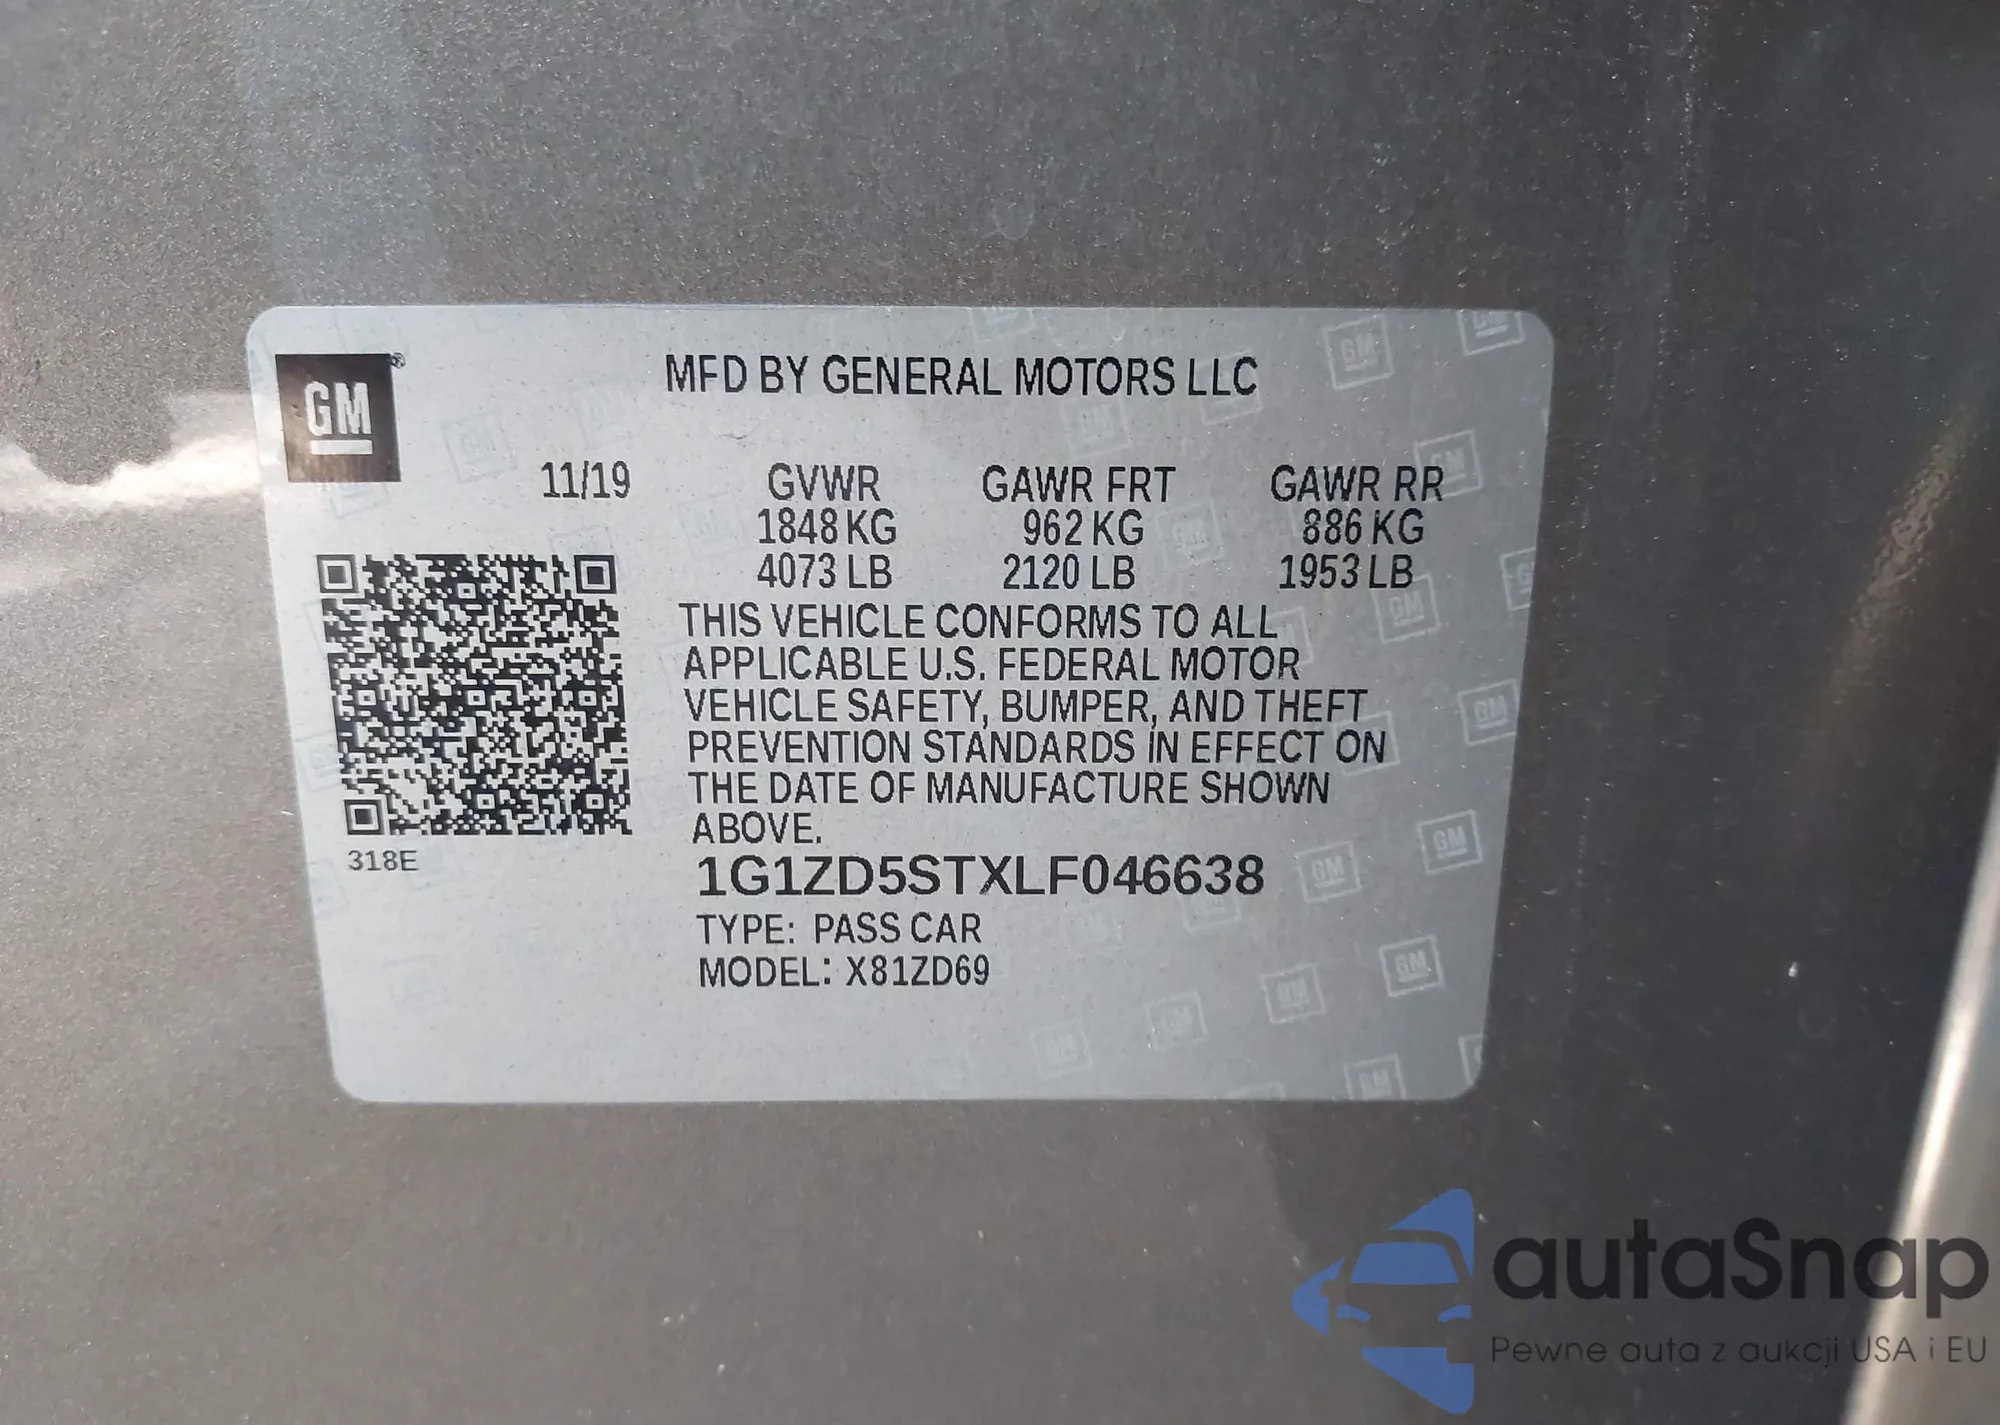 GM®
MFD BY GENERAL MOTORS LLC
11/19 GVWR GAWR FRT GAWR RR
1848 KG 962 KG 886 KG
4073 LB 2120 LB 1953 LB
THIS VEHICLE CONFORMS TO ALL
APPLICABLE U.S. FEDERAL MOTOR
VEHICLE SAFETY, BUMPER, AND THEFT
PREVENTION STANDARDS IN EFFECT ON
THE DATE OF MANUFACTURE SHOWN
ABOVE.
318E
1G1ZD5STXLF046638
TYPE: PASS CAR
MODEL: X81ZD69
autaSnap
Pewne auta z aukcji USA i EU